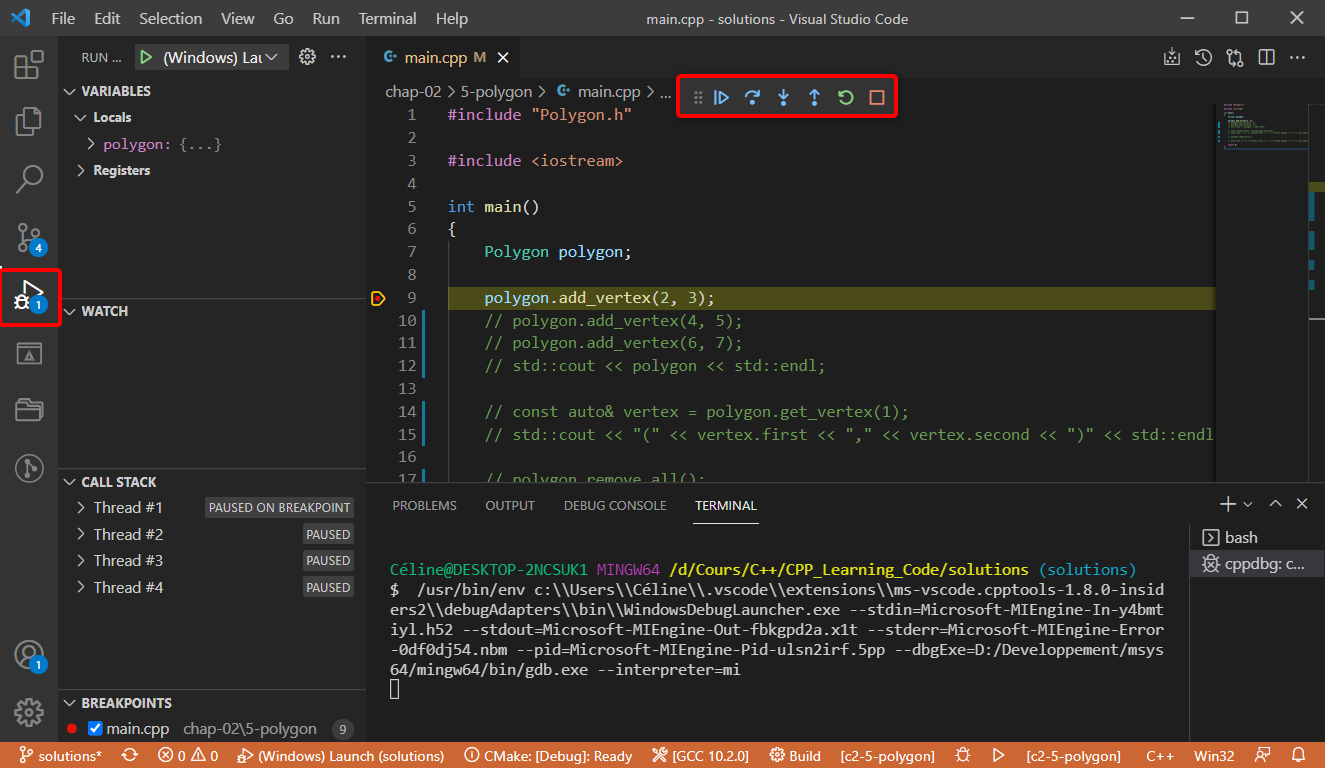 File Edit Selection View Go Run Terminal Help main.cpp - solutions - Visual Studio Code
RUN ... (Windows) Lau
main.cpp M
VARIABLES
Locals
polygon: {...}
Registers
WATCH
CALL STACK
Thread #1 PAUSED ON BREAKPOINT
Thread #2 PAUSED
Thread #3 PAUSED
Thread #4 PAUSED
BREAKPOINTS
main.cpp chap-02\5-polygon 9
4
1
1
chap-02 > 5-polygon > main.cpp > ...
1 #include "Polygon.h"
2
3 #include <iostream>
4
5 int main()
6 {
7 Polygon polygon;
8
9 polygon.add_vertex(2, 3);
10 // polygon.add_vertex(4, 5);
11 // polygon.add_vertex(6, 7);
12 // std::cout << polygon << std::endl;
13
14 // const auto& vertex = polygon.get_vertex(1);
15 // std::cout << "(" << vertex.first << "," << vertex.second << ")" << std::endl
16
17 // polygon.remove_all();
PROBLEMS OUTPUT DEBUG CONSOLE TERMINAL
bash
cppdbg: c...
Céline@DESKTOP-2NCSUK1 MINGW64 /d/Cours/C++/CPP_Learning_Code/solutions (solutions)
$ /usr/bin/env c:\\Users\\Céline\\.vscode\\extensions\\ms-vscode.cpptools-1.8.0-insid
ers2\\debugAdapters\\bin\\WindowsDebugLauncher.exe --stdin=Microsoft-MIEngine-In-y4bmt
iyl.h52 --stdout=Microsoft-MIEngine-Out-fbkgpd2a.x1t --stderr=Microsoft-MIEngine-Error
-0df0dj54.nbm --pid=Microsoft-MIEngine-Pid-ulsn2irf.5pp --dbgExe=D:/Developpement/msys
64/mingw64/bin/gdb.exe --interpreter=mi
solutions* 0 0 (Windows) Launch (solutions) CMake: [Debug]: Ready [GCC 10.2.0] Build [c2-5-polygon] [c2-5-polygon] C++ Win32